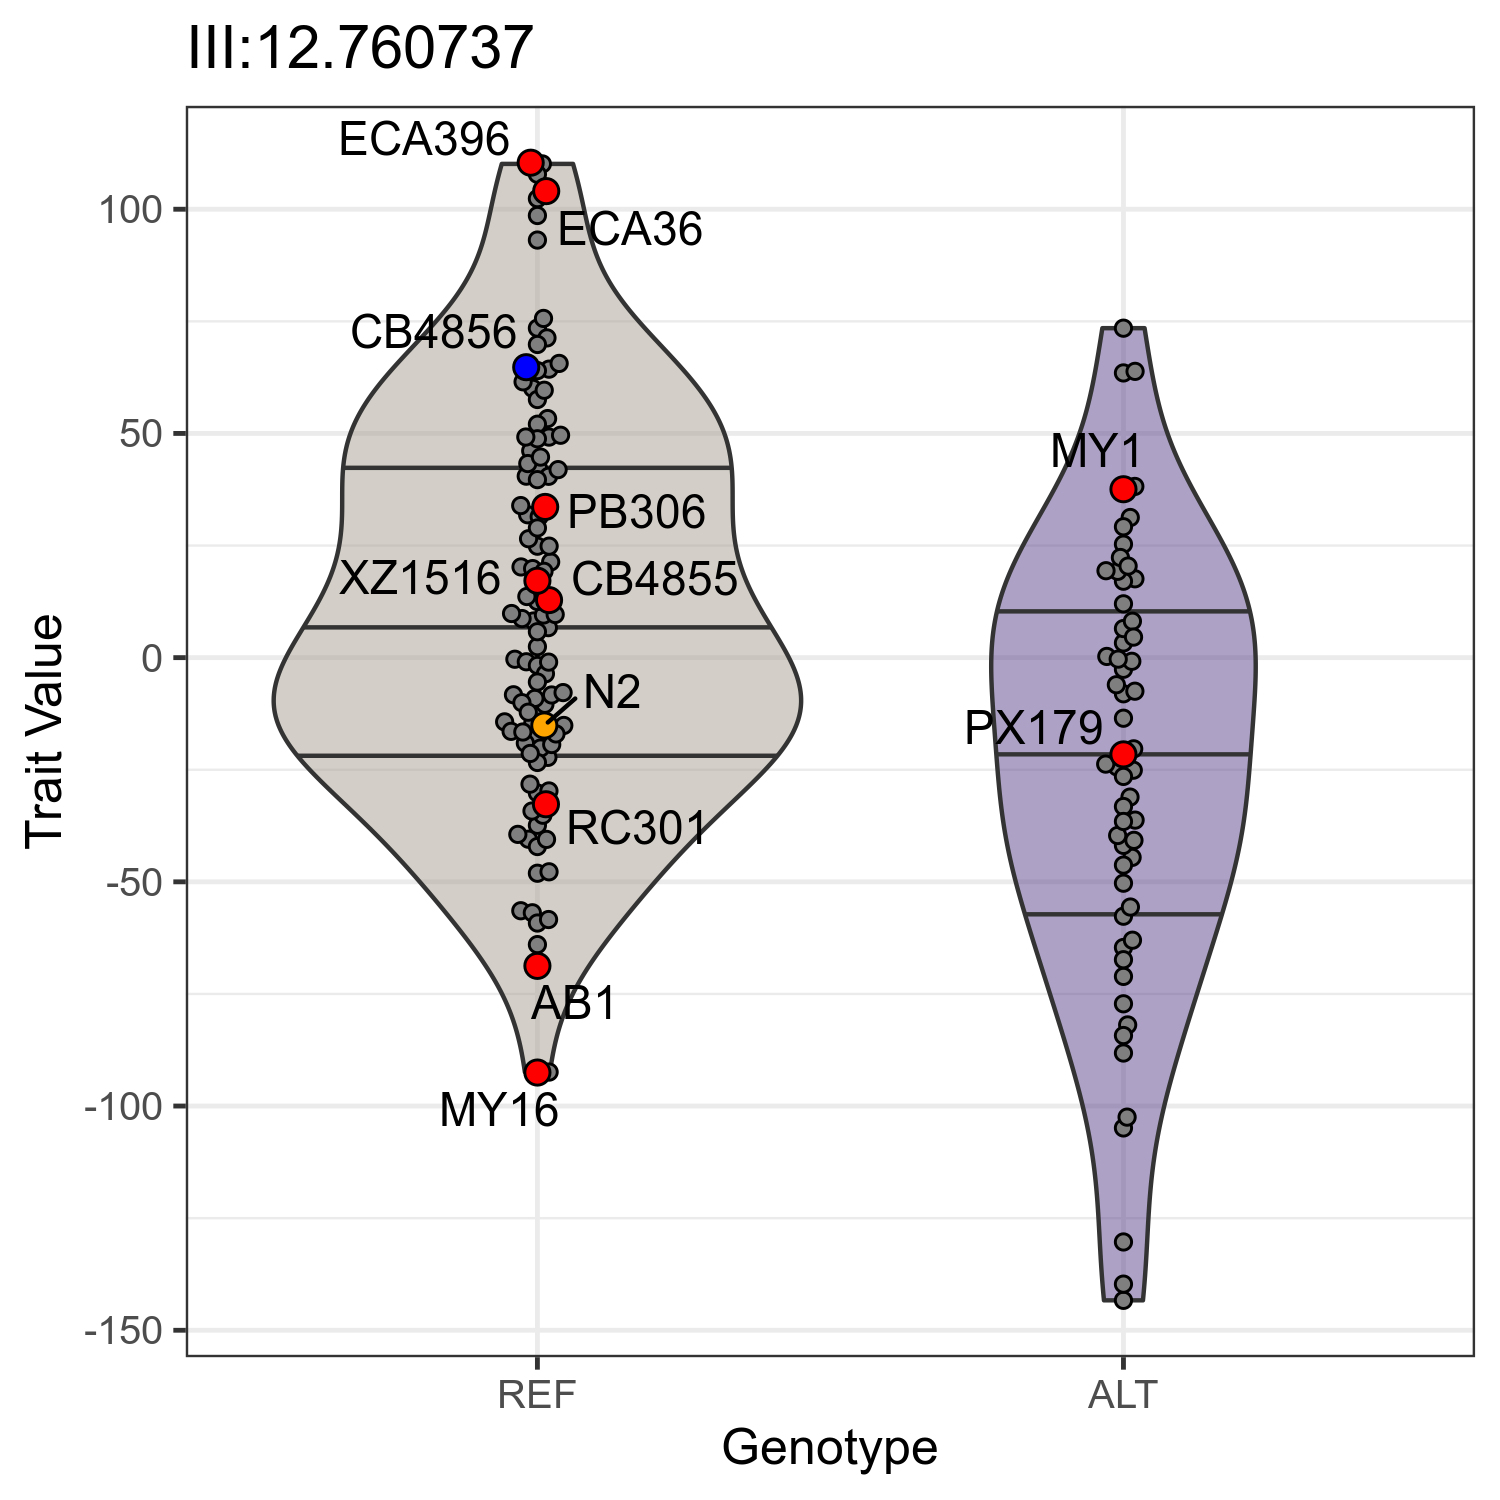 III:12.760737
ECA396
100
ECA36
CB4856
50
MY1
PB306
XZ1516
CB4855
0
N2
PX179
RC301
-50
AB1
-100
MY16
-150
Trait Value
REF
ALT
Genotype